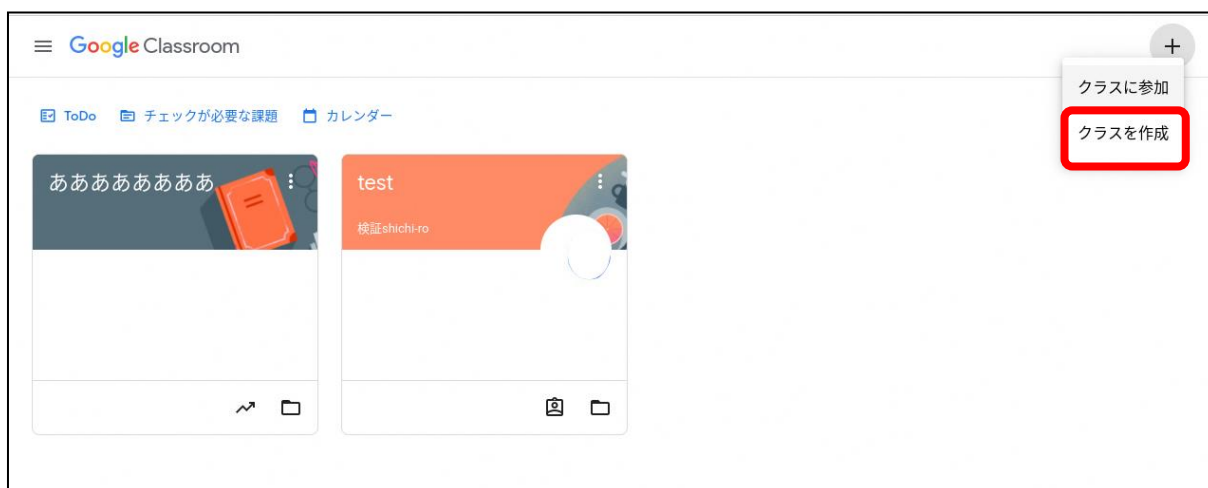 Google Classroom
クラスに参加
クラスを作成
ToDo チェックが必要な課題 カレンダー
ああああああああ
test
検証shichi-ro